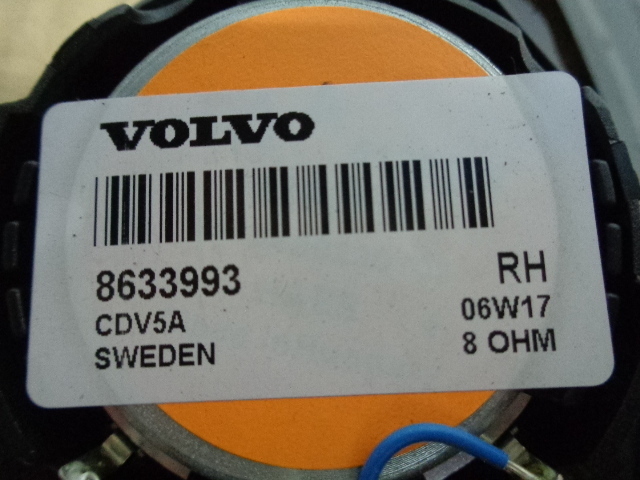 VOLVO
8633993 RH
CDV5A 06W17
SWEDEN 8 OHM